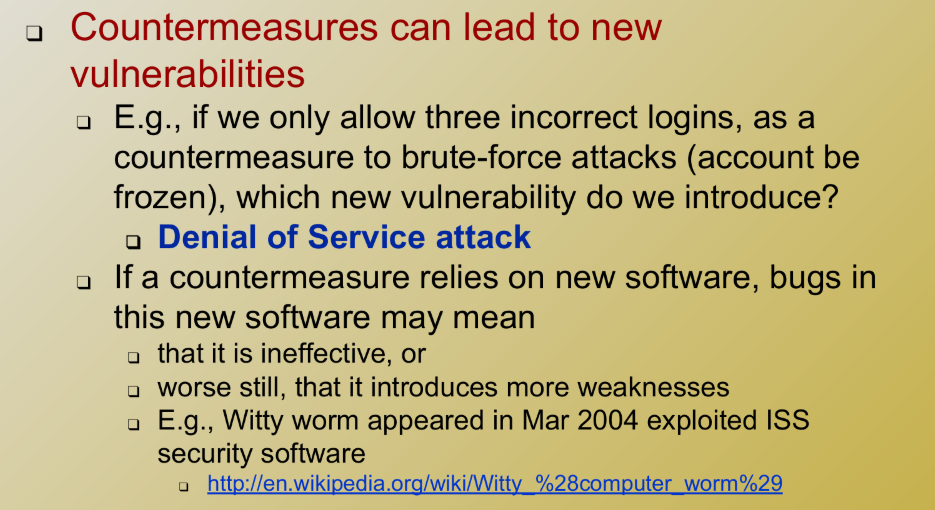 ❑ Countermeasures can lead to new
vulnerabilities
❑ E.g., if we only allow three incorrect logins, as a
countermeasure to brute-force attacks (account be
frozen), which new vulnerability do we introduce?
❑ Denial of Service attack
❑ If a countermeasure relies on new software, bugs in
this new software may mean
❑ that it is ineffective, or
❑ worse still, that it introduces more weaknesses
❑ E.g., Witty worm appeared in Mar 2004 exploited ISS
security software
❑ http://en.wikipedia.org/wiki/Witty_%28computer_worm%29